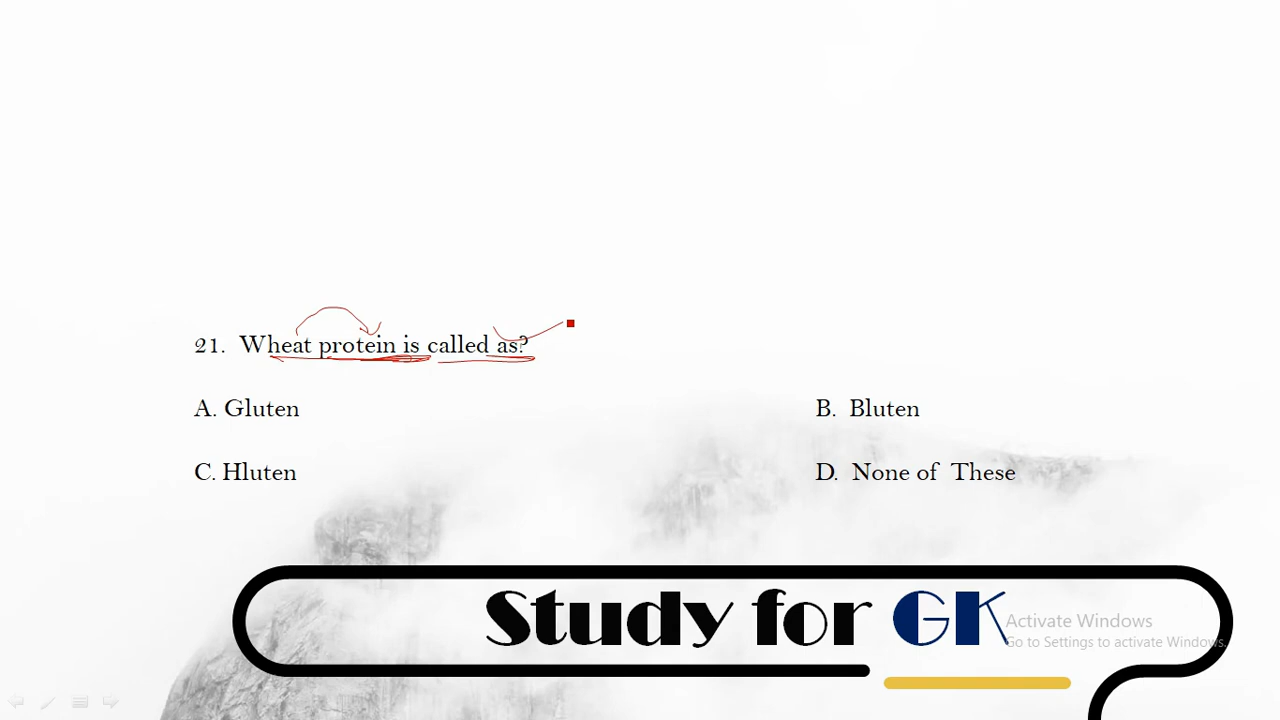 21. Wheat protein is called as?
A. Gluten
B. Bluten
C. Hluten
D. None of These
Study for GK
Activate Windows
Go to Settings to activate Windows.